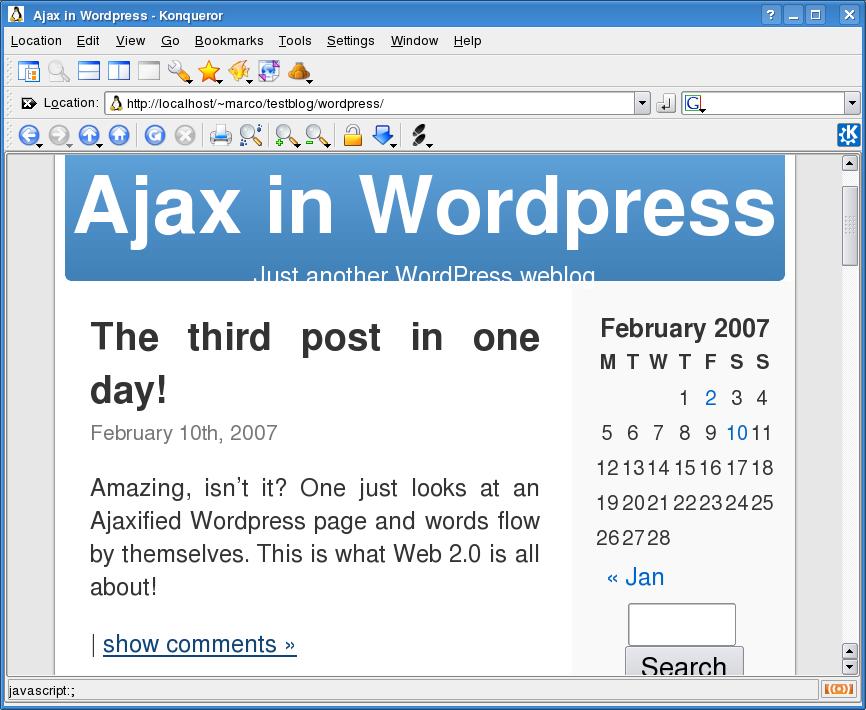 Ajax in Wordpress - Konqueror
Location Edit View Go Bookmarks Tools Settings Window Help
Location: http://localhost/~marco/testblog/wordpress/
G
Ajax in Wordpress
Just another WordPress weblog
The third post in one
day!
February 10th, 2007
Amazing, isn't it? One just looks at an
Ajaxified Wordpress page and words flow
by themselves. This is what Web 2.0 is all
about!
| show comments »
February 2007
M T W T F S S
1 2 3 4
5 6 7 8 9 10 11
12 13 14 15 16 17 18
19 20 21 22 23 24 25
26 27 28
« Jan
Search
javascript:;